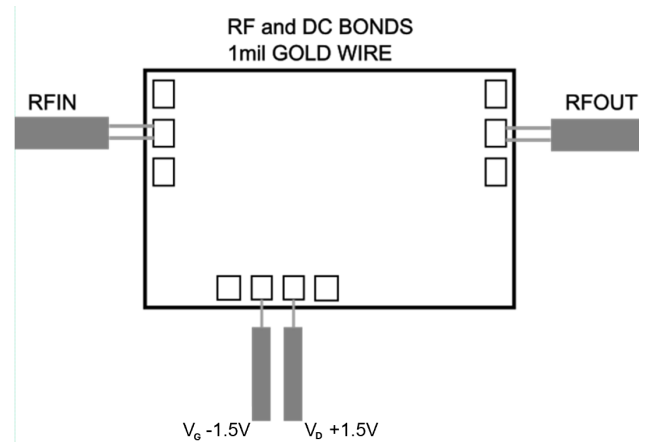 RF and DC BONDS
1mil GOLD WIRE
RFIN
RFOUT
VG -1.5V
VD +1.5V